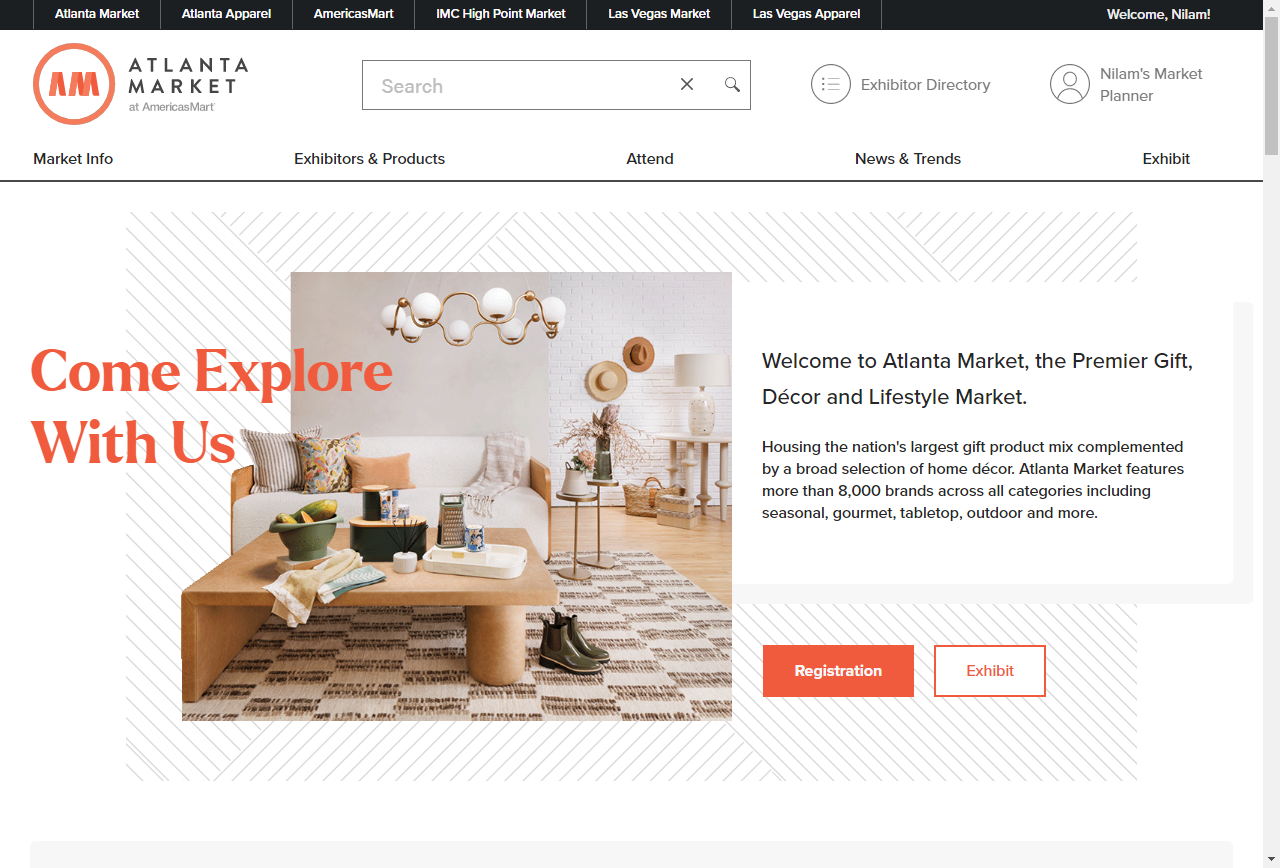 Atlanta Market
Atlanta Apparel
AmericasMart
IMC High Point Market
Las Vegas Market
Las Vegas Apparel
Welcome, Nilam!
AM
ATLANTA
MARKET
at AmericasMart
Search
Exhibitor Directory
Nilam's Market
Planner
Market Info
Exhibitors & Products
Attend
News & Trends
Exhibit
Come Explore
With Us
Welcome to Atlanta Market, the Premier Gift,
Décor and Lifestyle Market.
Housing the nation's largest gift product mix complemented
by a broad selection of home décor. Atlanta Market features
more than 8,000 brands across all categories including
seasonal, gourmet, tabletop, outdoor and more.
Registration
Exhibit